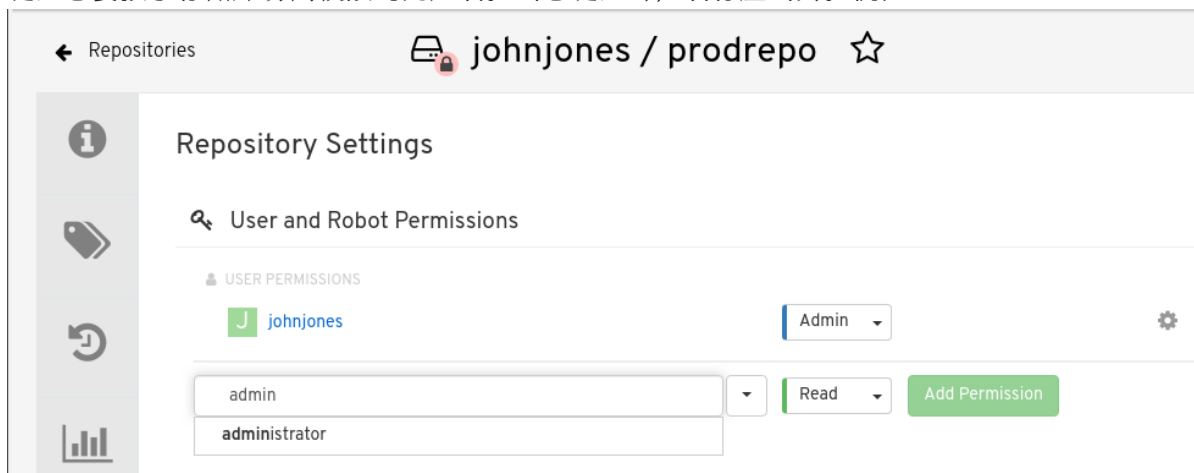 Repositories
johnjones / prodrepo
Repository Settings
User and Robot Permissions
USER PERMISSIONS
J johnjones Admin
admin Read Add Permission
administrator